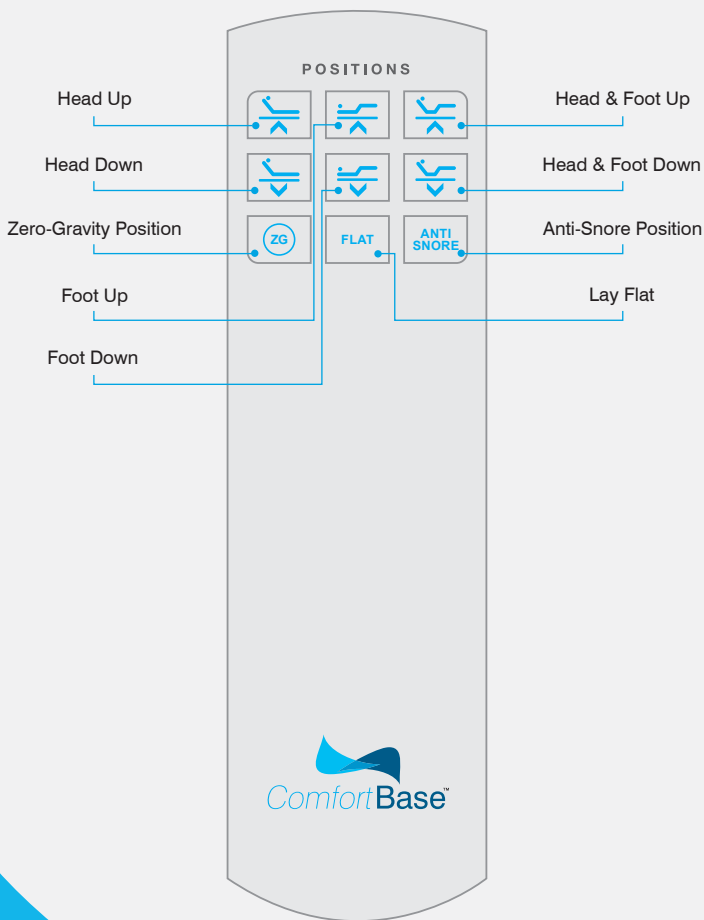 POSITIONS
Head Up
Head & Foot Up
Head Down
Head & Foot Down
Zero-Gravity Position
ZG
FLAT
ANTI
SNORE
Anti-Snore Position
Foot Up
Lay Flat
Foot Down
ComfortBase™